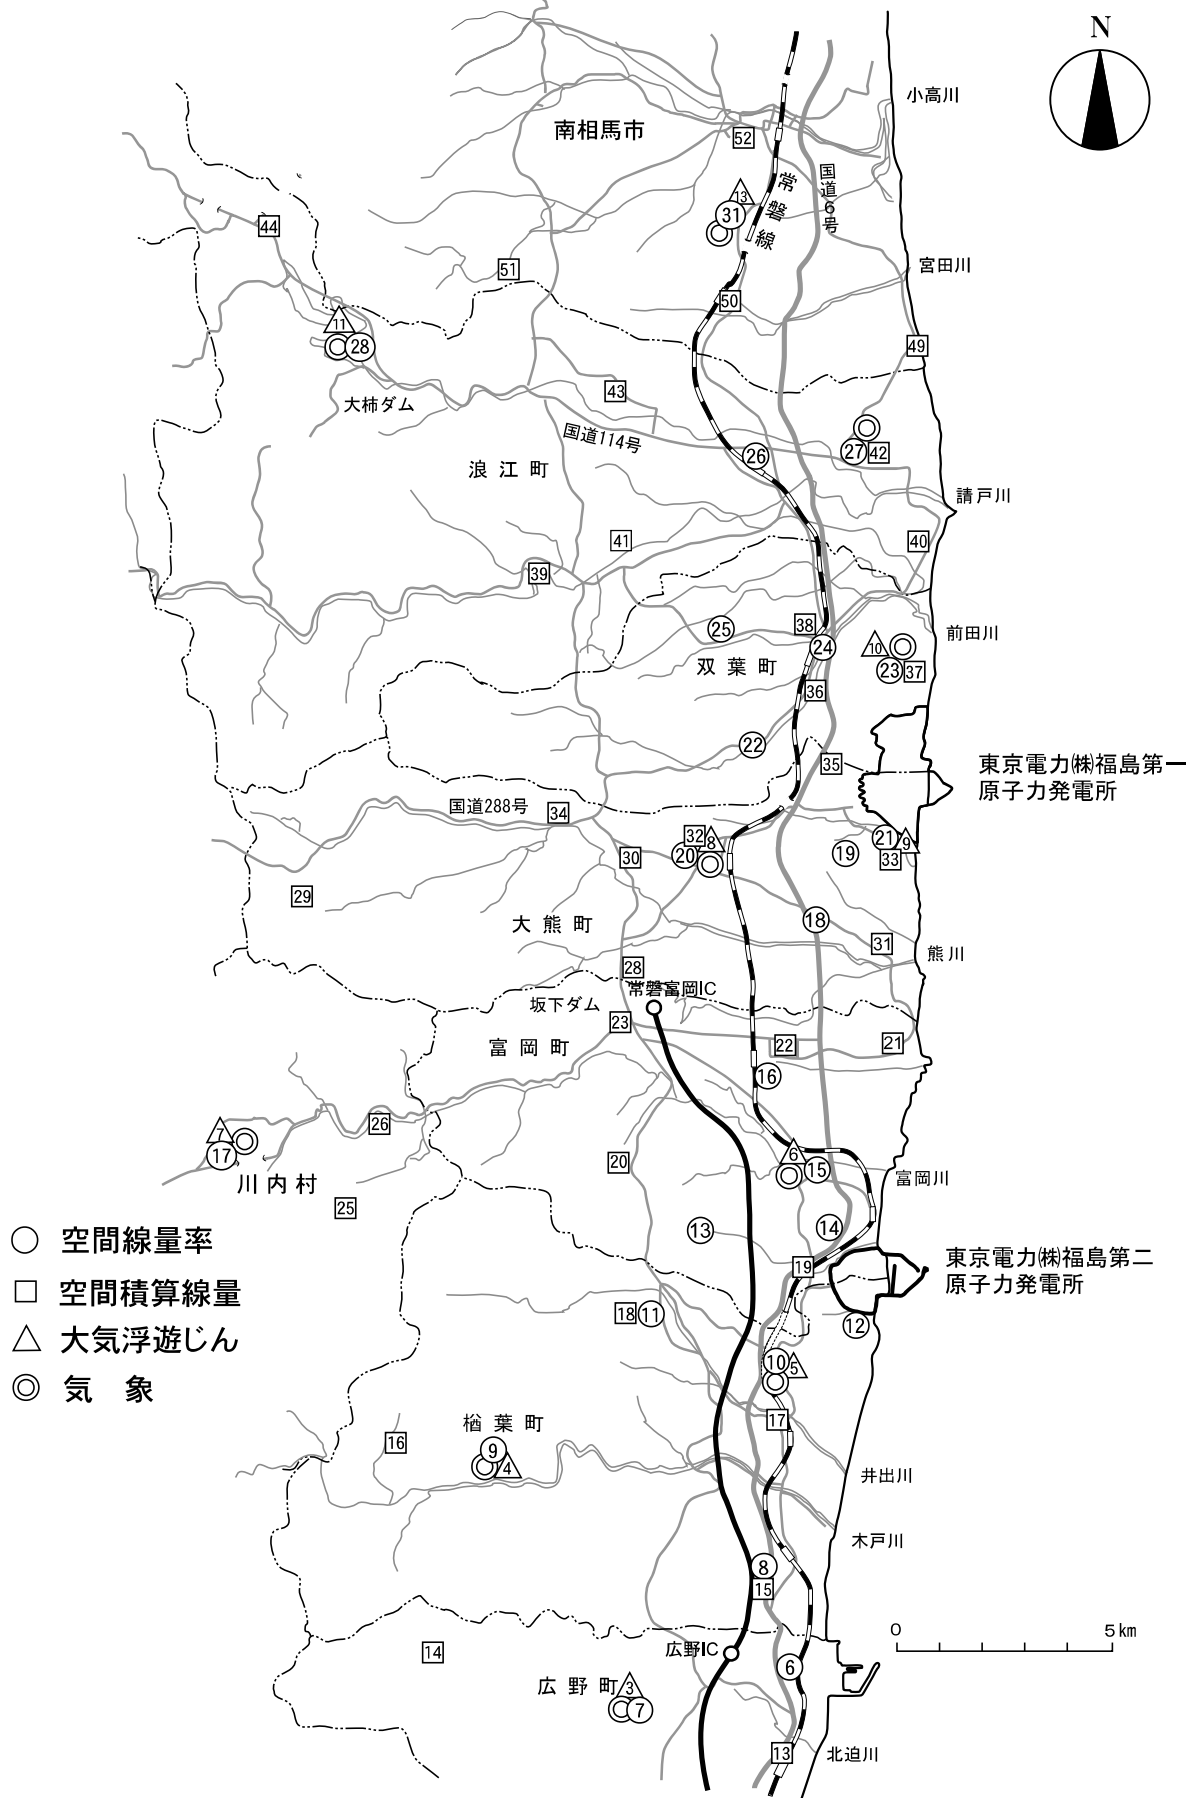 N
小高川
南相馬市
52
国道6号
常磐線
13
31
44
宮田川
51
50
11
28
49
43
大柿ダム
国道114号
27
42
26
浪江町
請戸川
41
40
39
38
25
24
前田川
10
23
37
双葉町
36
22
35
東京電力㈱福島第一
原子力発電所
国道288号
34
32
8
20
30
21
9
33
19
29
大熊町
18
31
熊川
28
常磐富岡IC
坂下ダム
23
富岡町
22
21
16
26
7
17
川内村
20
6
15
富岡川
25
13
14
○ 空間線量率
□ 空間積算線量
△ 大気浮遊じん
◎ 気 象
19
東京電力㈱福島第二
原子力発電所
18
11
12
10
5
17
楢葉町
16
9
4
井出川
木戸川
8
15
0
5km
14
広野IC
6
広野町
3
7
13
北迫川